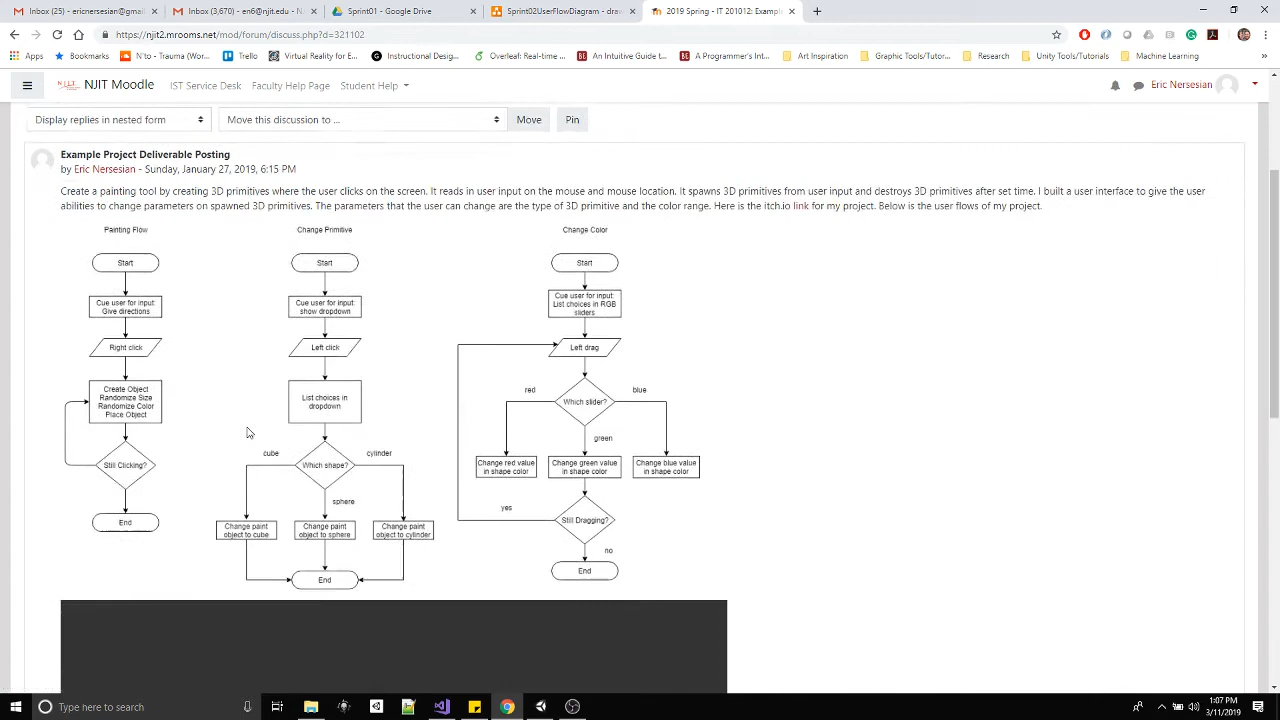 Inbox (25) - ericnersesian@gmail
Inbox (3,670) - en6@njit.edu - N
Sprint01 - Google Drive
Sprint02UserFlowDiagram - draw
2019 Spring - IT 201012: Example
https://njit2.mrooms.net/mod/forum/discuss.php?d=321102
Apps
Bookmarks
N'to - Trauma (Wor...
Trello
Virtual Reality for E...
Instructional Desig...
Overleaf: Real-time ...
An Intuitive Guide t...
A Programmer's Int...
Art Inspiration
Graphic Tools/Tutor...
Research
Unity Tools/Tutorials
Machine Learning
NJIT Moodle
IST Service Desk
Faculty Help Page
Student Help
Eric Nersesian
Display replies in nested form
Move this discussion to ...
Move
Pin
Example Project Deliverable Posting
by Eric Nersesian - Sunday, January 27, 2019, 6:15 PM
Create a painting tool by creating 3D primitives where the user clicks on the screen. It reads in user input on the mouse and mouse location. It spawns 3D primitives from user input and destroys 3D primitives after set time. I built a user interface to give the user
abilities to change parameters on spawned 3D primitives. The parameters that the user can change are the type of 3D primitive and the color range. Here is the itch.io link for my project. Below is the user flows of my project.
Painting Flow
Start
Cue user for input:
Give directions
Right click
Create Object
Randomize Size
Randomize Color
Place Object
Still Clicking?
End
Change Primitive
Start
Cue user for input:
show dropdown
Left click
List choices in
dropdown
cube
Which shape?
cylinder
sphere
Change paint
object to cube
Change paint
object to sphere
Change paint
object to cylinder
End
Change Color
Start
Cue user for input:
List choices in RGB
sliders
Left drag
red
blue
Which slider?
green
Change red value
in shape color
Change green value
in shape color
Change blue value
in shape color
yes
Still Dragging?
no
End
Type here to search
1:07 PM
3/11/2019